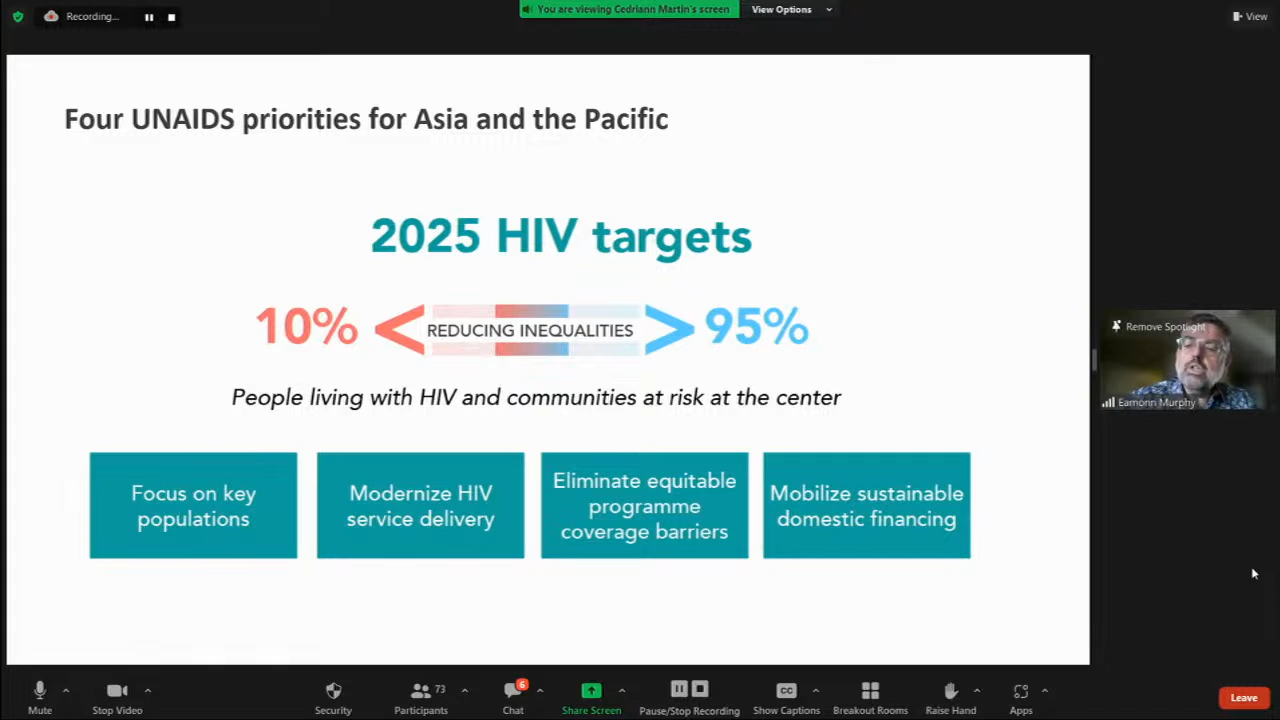 Recording...
You are viewing Cedriann Martin's screen
View Options
View
Four UNAIDS priorities for Asia and the Pacific
2025 HIV targets
10% < REDUCING INEQUALITIES > 95%
People living with HIV and communities at risk at the center
Focus on key
populations
Modernize HIV
service delivery
Eliminate equitable
programme
coverage barriers
Mobilize sustainable
domestic financing
Remove Spotlight
Eamonn Murphy
Mute
Stop Video
Security
Participants
73
Chat
6
Share Screen
Pause/Stop Recording
CC
Show Captions
Breakout Rooms
Raise Hand
Apps
Leave